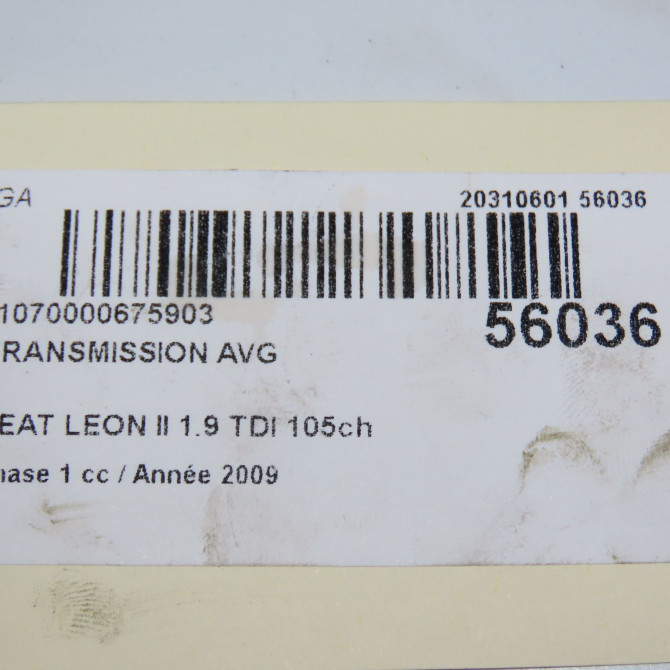 GA 20310601 56036
1070000675903 56036
RANSMISSION AVG
EAT LEON II 1.9 TDI 105ch
hase 1 cc / Année 2009